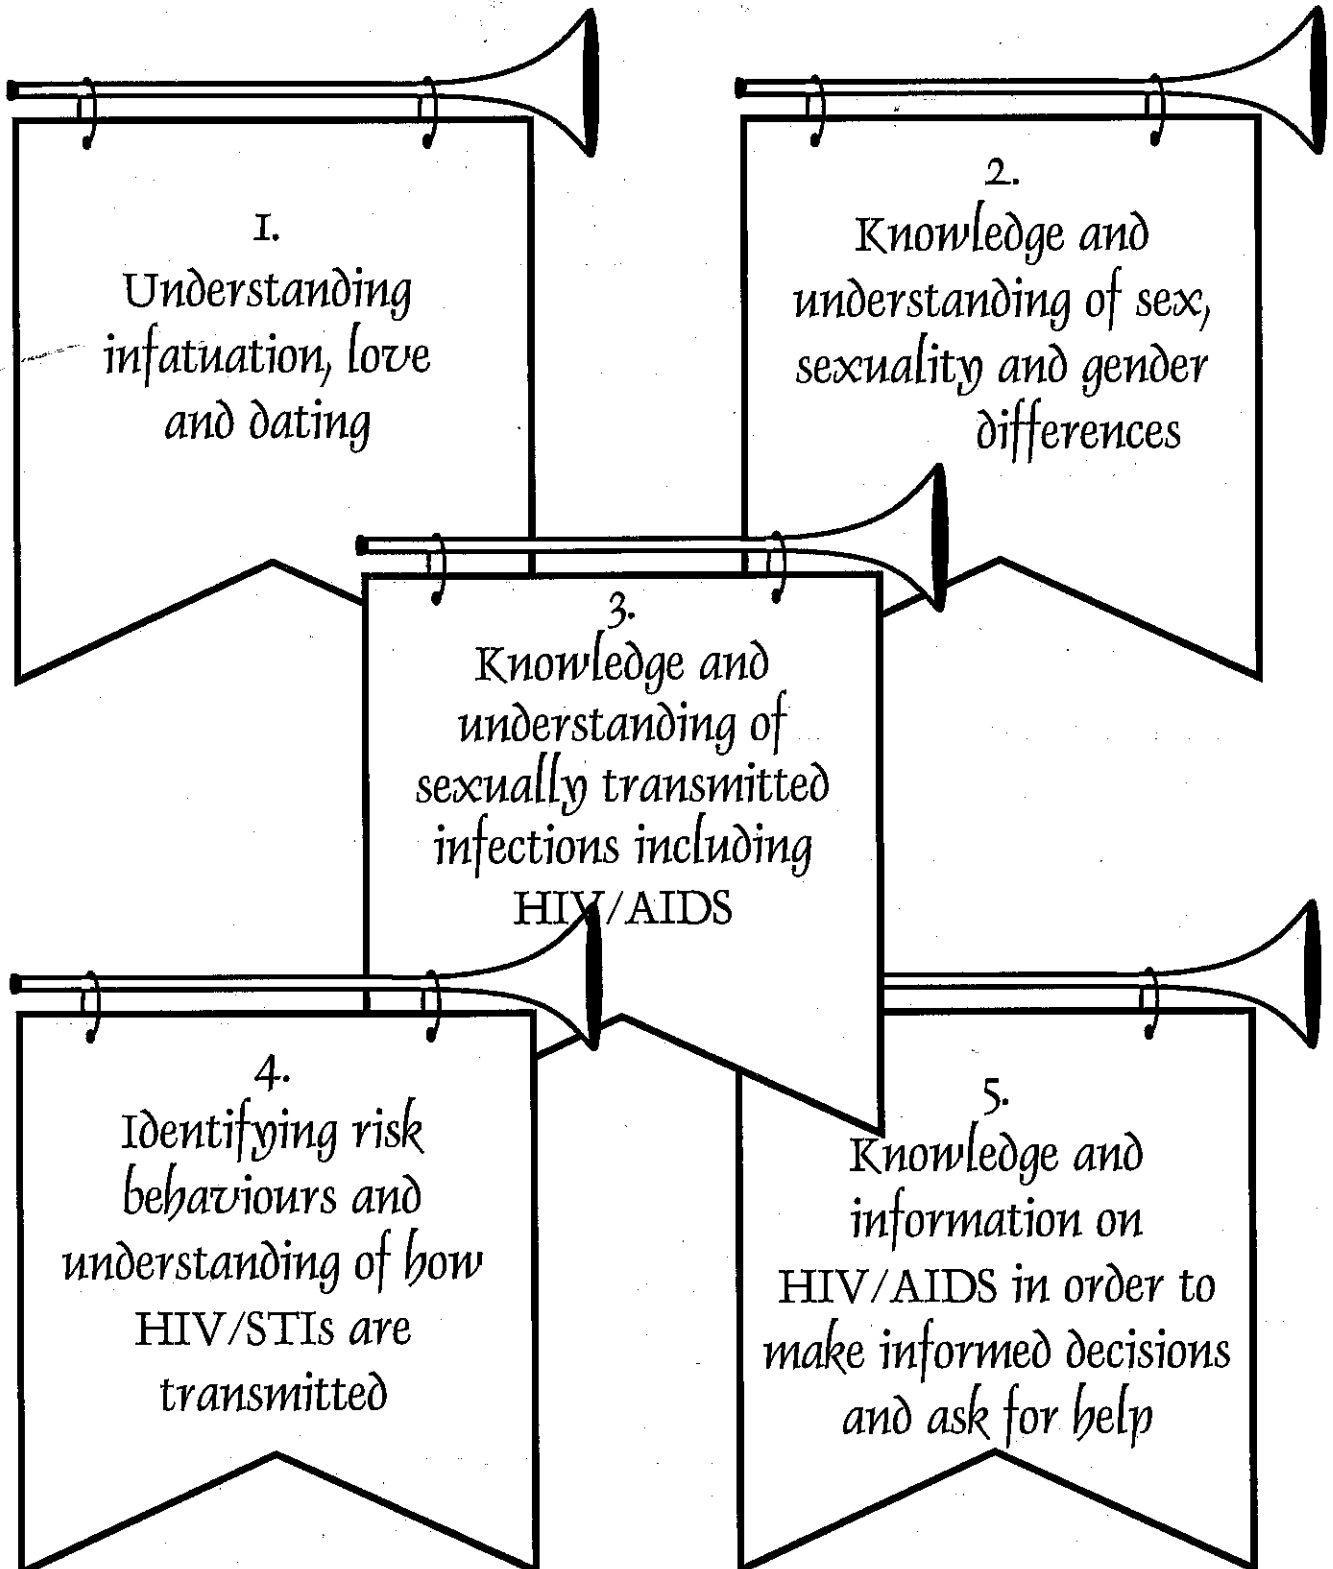 1.
Understanding
infatuation, love
and dating
2.
Knowledge and
understanding of sex,
sexuality and gender
differences
3.
Knowledge and
understanding of
sexually transmitted
infections including
HIV/AIDS
4.
Identifying risk
behaviours and
understanding of how
HIV/STIs are
transmitted
5.
Knowledge and
information on
HIV/AIDS in order to
make informed decisions
and ask for help